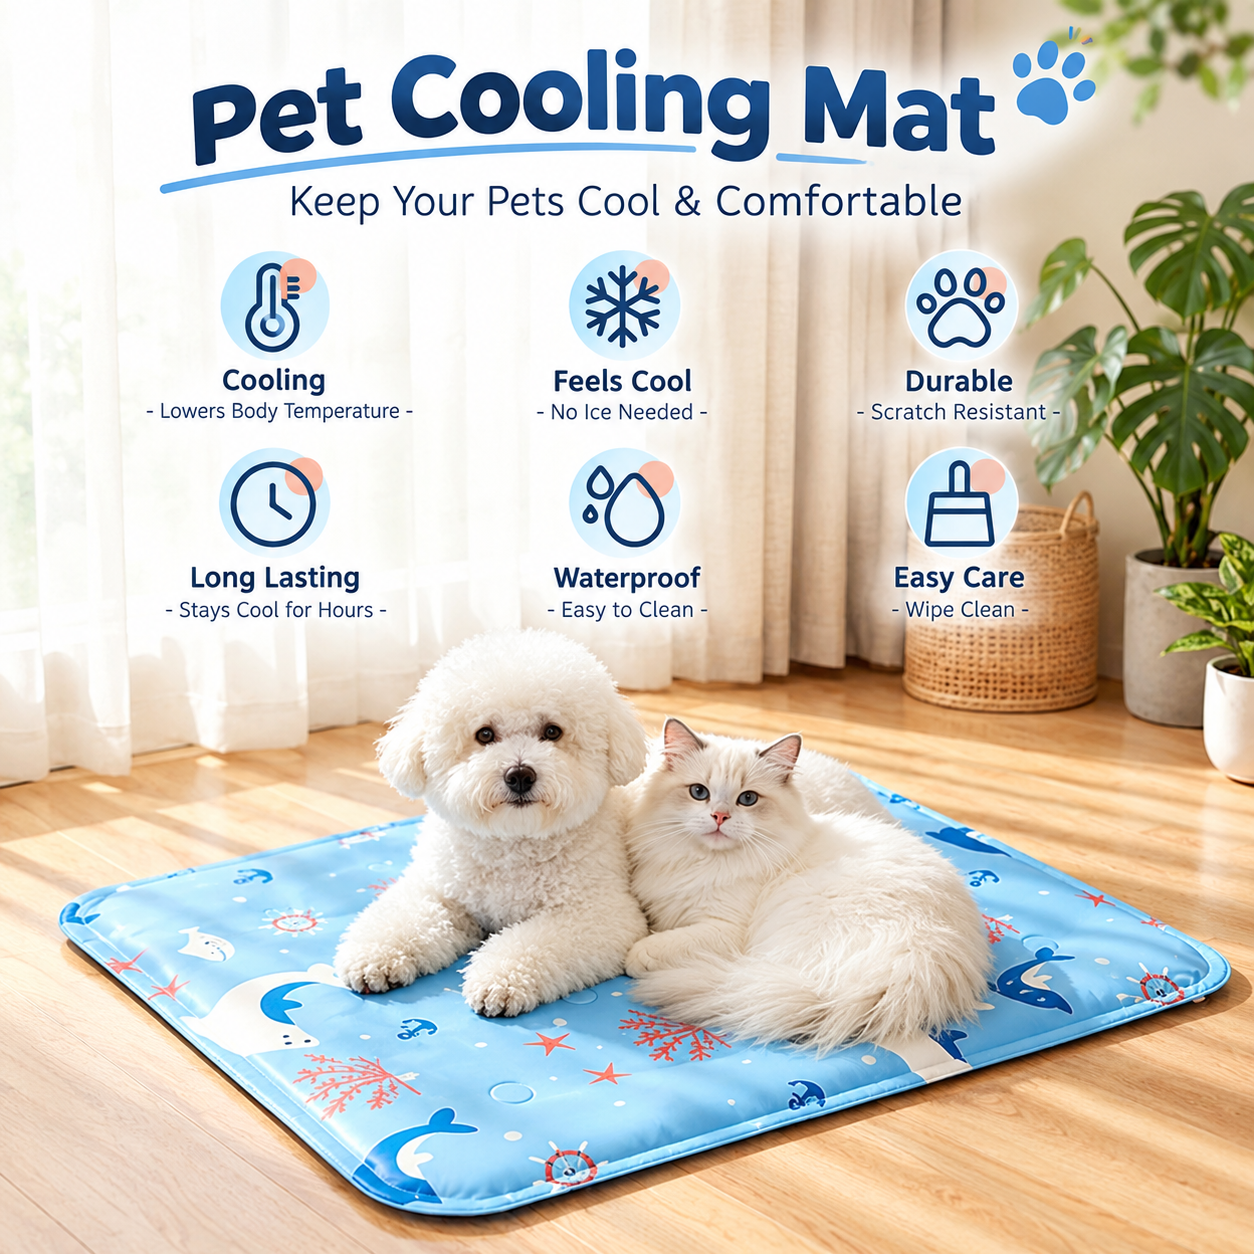 Pet Cooling Mat
Keep Your Pets Cool & Comfortable
Cooling
- Lowers Body Temperature -
Feels Cool
- No Ice Needed -
Durable
- Scratch Resistant -
Long Lasting
- Stays Cool for Hours -
Waterproof
- Easy to Clean -
Easy Care
- Wipe Clean -